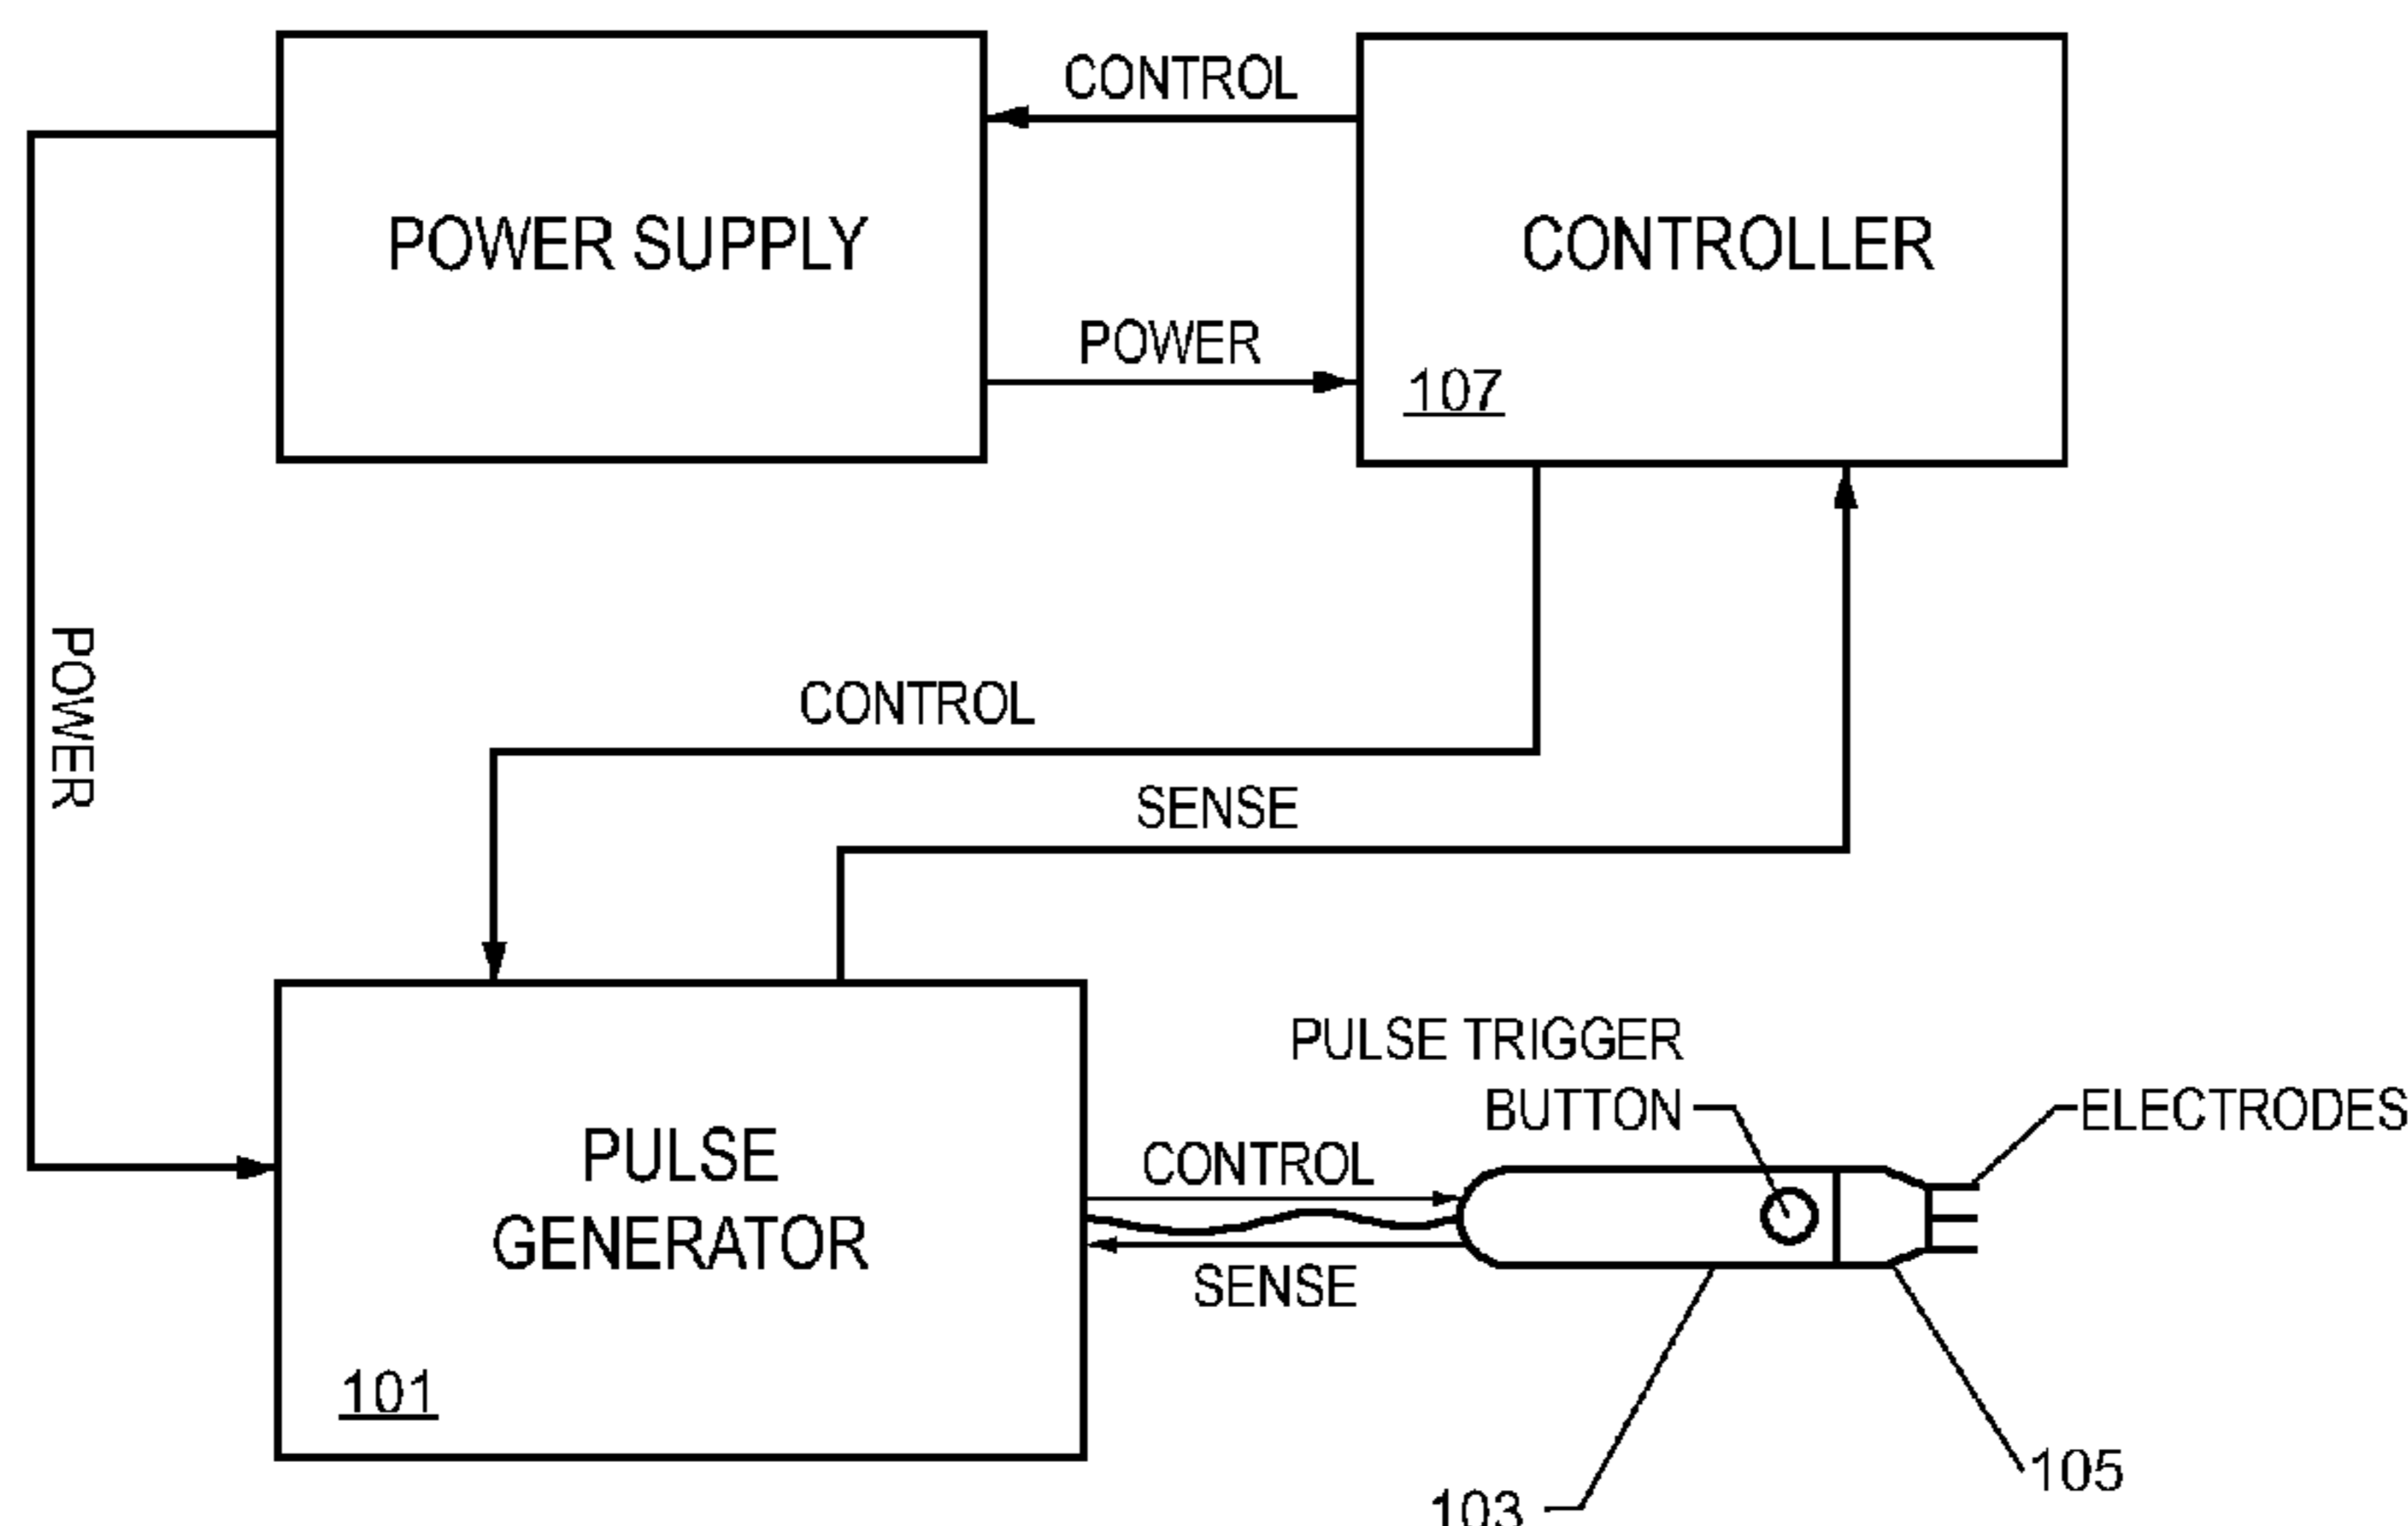 CONTROL
POWER SUPPLY
CONTROLLER
POWER
107
POWER
CONTROL
SENSE
PULSE TRIGGER
BUTTON
ELECTRODES
PULSE
GENERATOR
CONTROL
SENSE
101
105
103